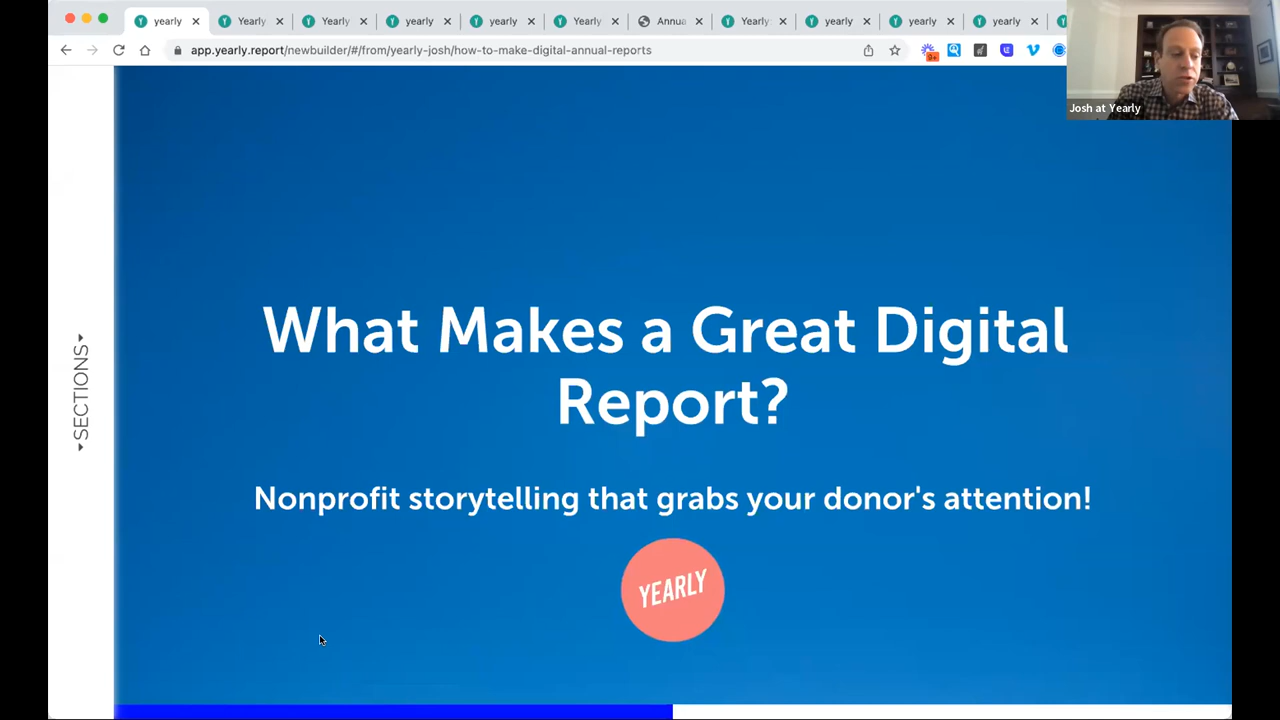 yearly
Yearly
Yearly
yearly
yearly
Yearly
Annua
Yearly:
yearly
yearly
yearly
app.yearly.report/newbuilder/#/from/yearly-josh/how-to-make-digital-annual-reports
9+
Josh at Yearly
SECTIONS
What Makes a Great Digital
Report?
Nonprofit storytelling that grabs your donor's attention!
YEARLY